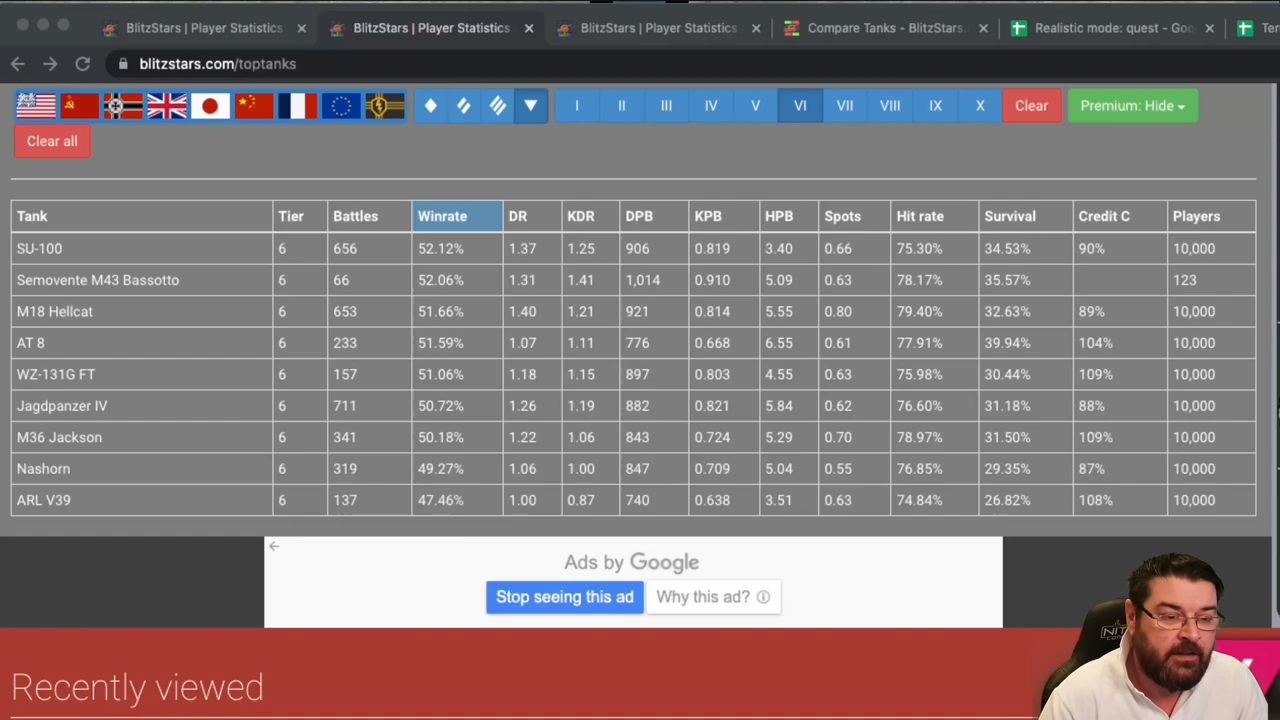 BlitzStars | Player Statistics
BlitzStars | Player Statistics
BlitzStars | Player Statistics
Compare Tanks - BlitzStars.
Realistic mode: quest - Goo
Ter
blitzstars.com/toptanks
I II III IV V VI VII VIII IX X Clear Premium: Hide
Clear all
Tank Tier Battles Winrate DR KDR DPB KPB HPB Spots Hit rate Survival Credit C Players
SU-100 6 656 52.12% 1.37 1.25 906 0.819 3.40 0.66 75.30% 34.53% 90% 10,000
Semovente M43 Bassotto 6 66 52.06% 1.31 1.41 1,014 0.910 5.09 0.63 78.17% 35.57% 123
M18 Hellcat 6 653 51.66% 1.40 1.21 921 0.814 5.55 0.80 79.40% 32.63% 89% 10,000
AT 8 6 233 51.59% 1.07 1.11 776 0.668 6.55 0.61 77.91% 39.94% 104% 10,000
WZ-131G FT 6 157 51.06% 1.18 1.15 897 0.803 4.55 0.63 75.98% 30.44% 109% 10,000
Jagdpanzer IV 6 711 50.72% 1.26 1.19 882 0.821 5.84 0.62 76.60% 31.18% 88% 10,000
M36 Jackson 6 341 50.18% 1.22 1.06 843 0.724 5.29 0.70 78.97% 31.50% 109% 10,000
Nashorn 6 319 49.27% 1.06 1.00 847 0.709 5.04 0.55 76.85% 29.35% 87% 10,000
ARL V39 6 137 47.46% 1.00 0.87 740 0.638 3.51 0.63 74.84% 26.82% 108% 10,000
Ads by Google
Stop seeing this ad Why this ad?
Recently viewed